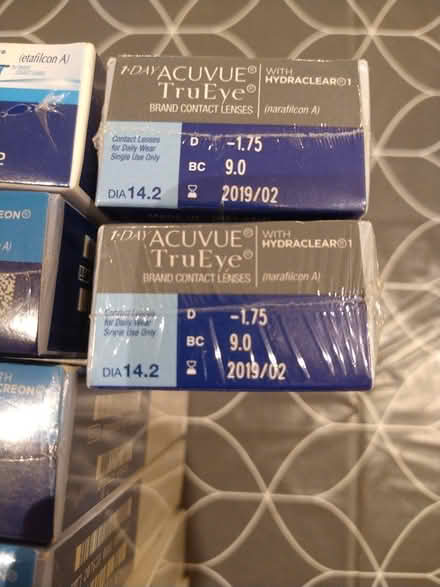 (etafilcon A)
1-DAY ACUVUE® WITH
TruEye® HYDRACLEAR®1
BRAND CONTACT LENSES (narafilcon A)
Contact Lenses
for Daily Wear
Single Use Only
D -1.75
BC 9.0
DIA 14.2
2019/02
1-DAY ACUVUE® WITH
TruEye® HYDRACLEAR®1
BRAND CONTACT LENSES (narafilcon A)
Contact Lenses
for Daily Wear
Single Use Only
D -1.75
BC 9.0
DIA 14.2
2019/02
CREON®
CREON®